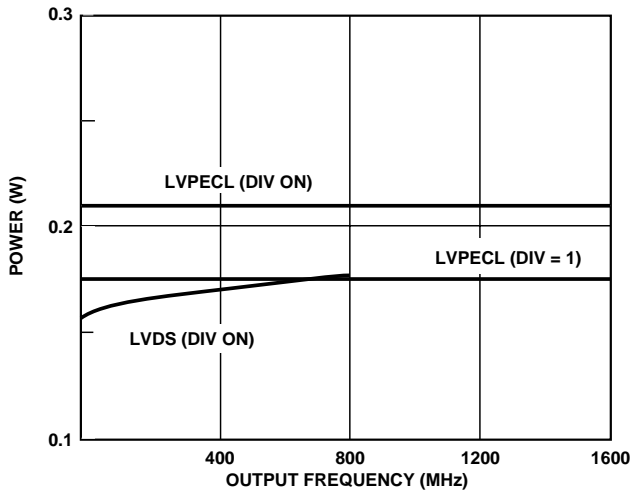 0.3
LVPECL (DIV ON)
POWER (W)
0.2
LVPECL (DIV = 1)
LVDS (DIV ON)
0.1
400
800
1200
1600
OUTPUT FREQUENCY (MHz)